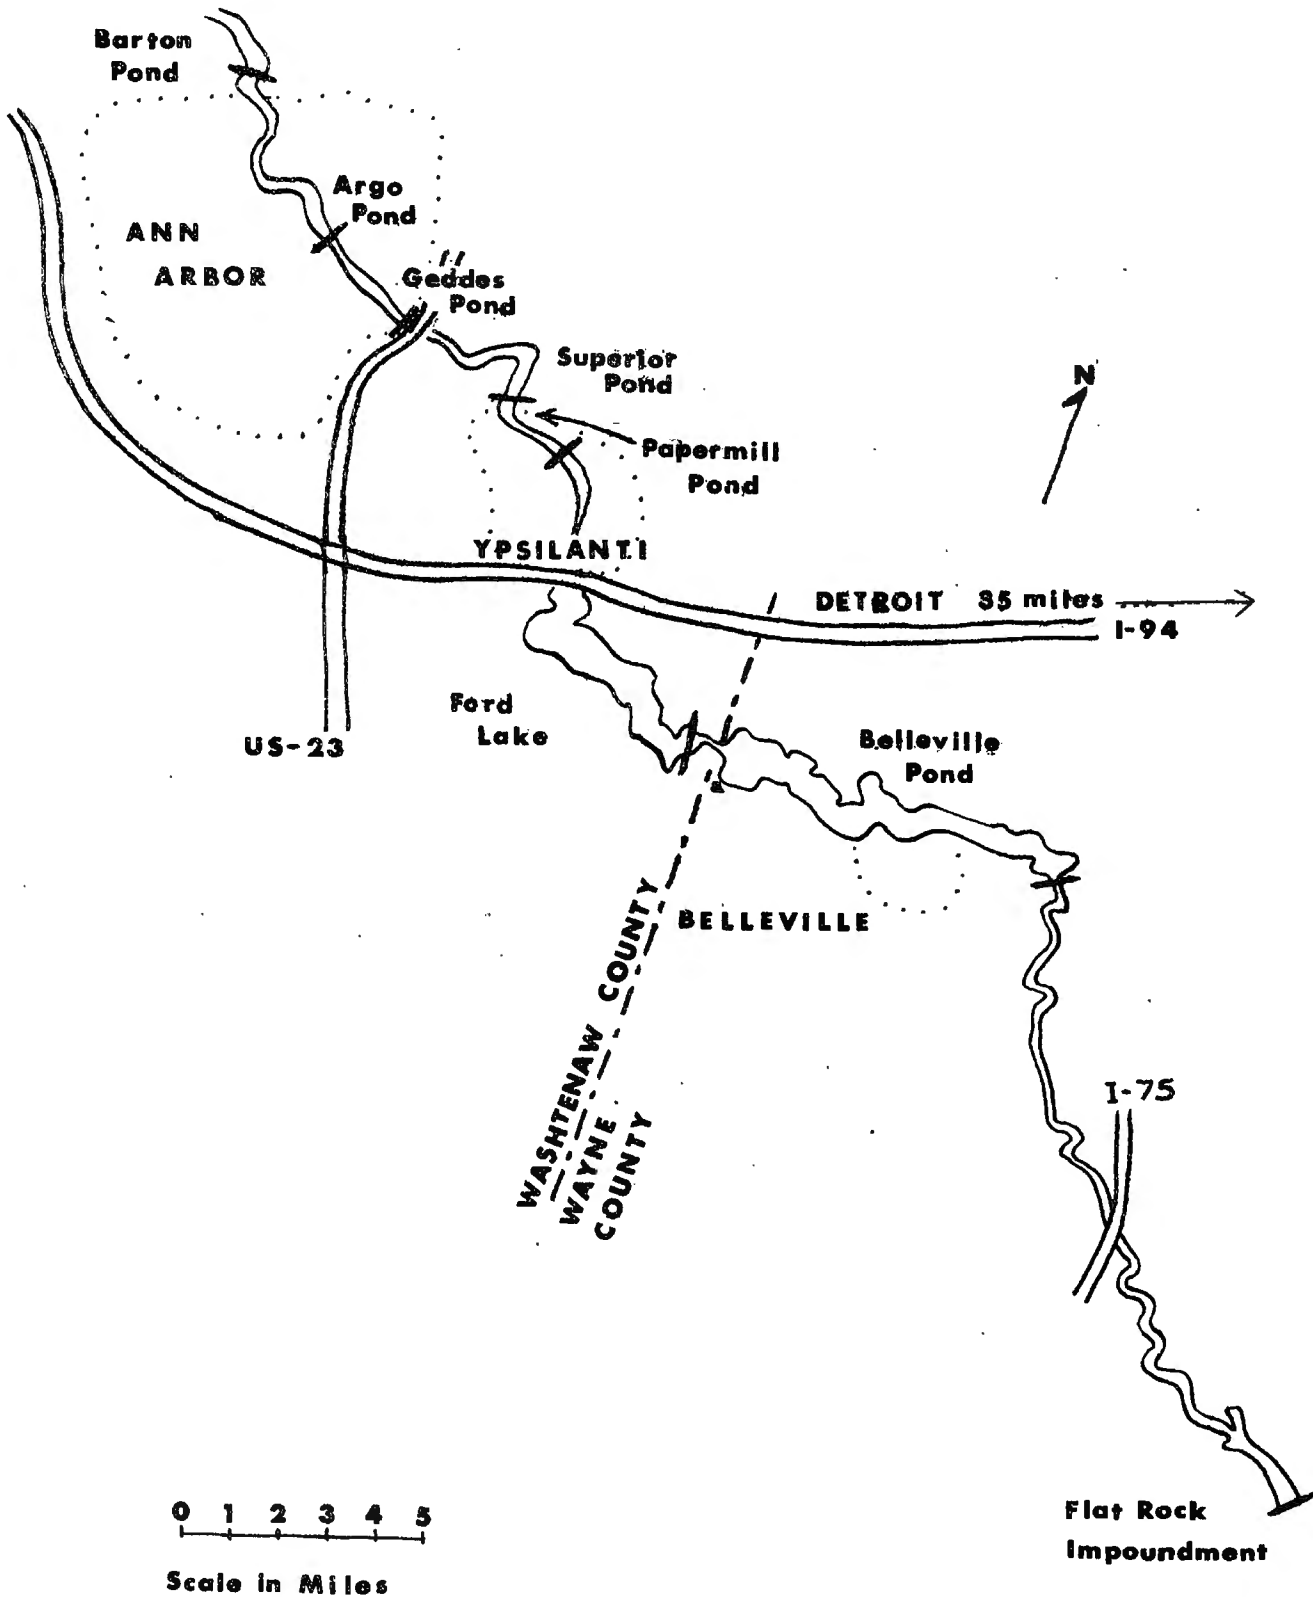 Barton
Pond
Argo
Pond
ANN
ARBOR
Geddes
Pond
Superior
Pond
N
Papermill
Pond
YPSILANTI
DETROIT 35 miles
I-94
Ford
Lake
US-23
Belleville
Pond
BELLEVILLE
WASHTENAW COUNTY
WAYNE
COUNTY
I-75
0 1 2 3 4 5
Scale in Miles
Flat Rock
Impoundment